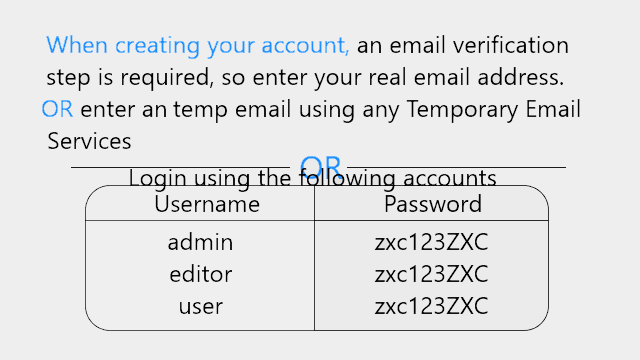 When creating your account, an email verification
step is required, so enter your real email address.
OR enter an temp email using any Temporary Email
Services
OR
Login using the following accounts
Username Password
admin zxc123ZXC
editor zxc123ZXC
user zxc123ZXC